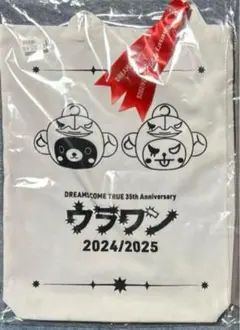 DREAMS COME TRUE 35th Anniversary
ウラワン
2024/2025